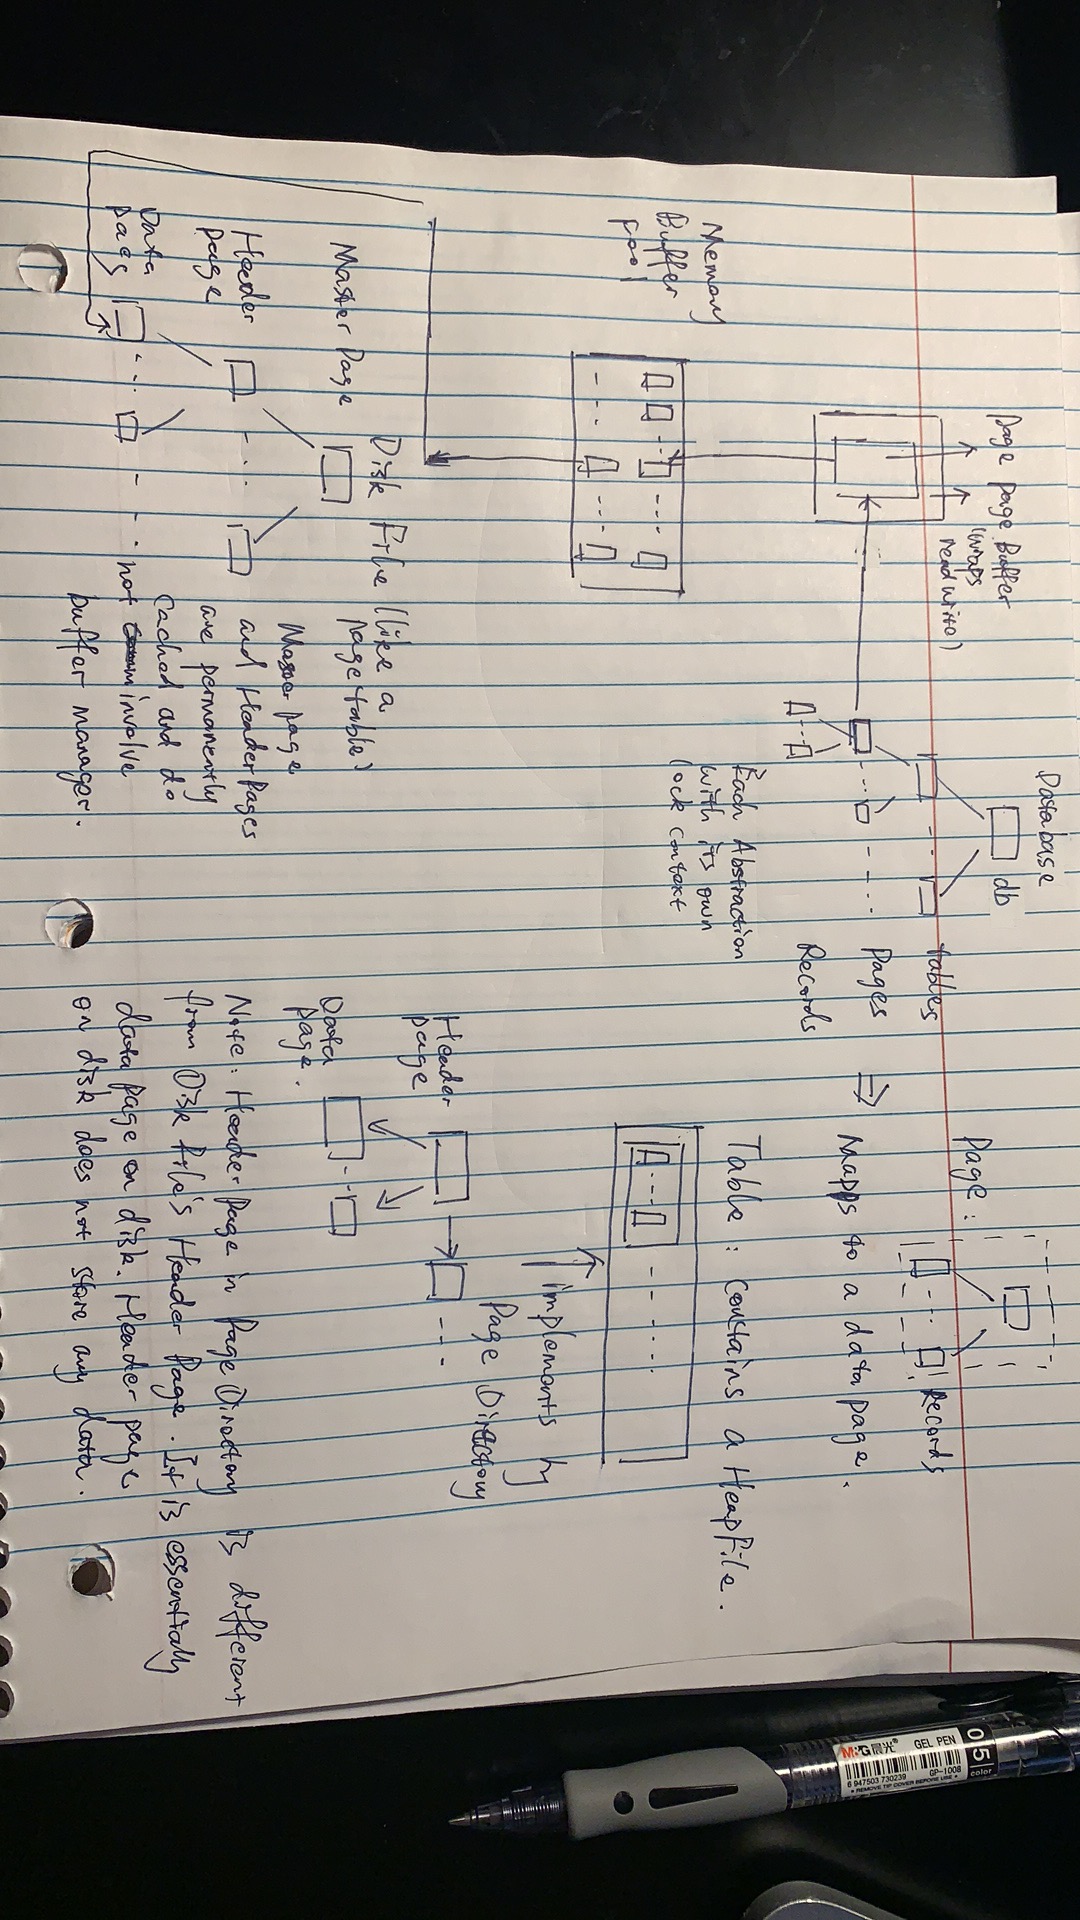 Database
db
tables
Pages
Records
Each Abstraction
with its own
lock context
Page Page Buffer
(wraps
read write)
Memory
Buffer
Pool
Disk File (like a
page table)
Master Page
Header
page
Data
Master page
and Header Pages
are permanently
cached and do
not involve
buffer manager.
Page :
Records
⇒ Mapps to a data page.
Table : contains a HeapFile.
implements by
Page Directory
Header
page
Data
page.
Note: Header Page in Page Directory is different
from Disk File's Header Page. It is essentially
data page on disk. Header page
on disk does not store any data.
M&G 晨光®
GEL PEN
GP-1008
6 947503 730239
• REMOVE TIP COVER BEFORE USE •
0.5
color